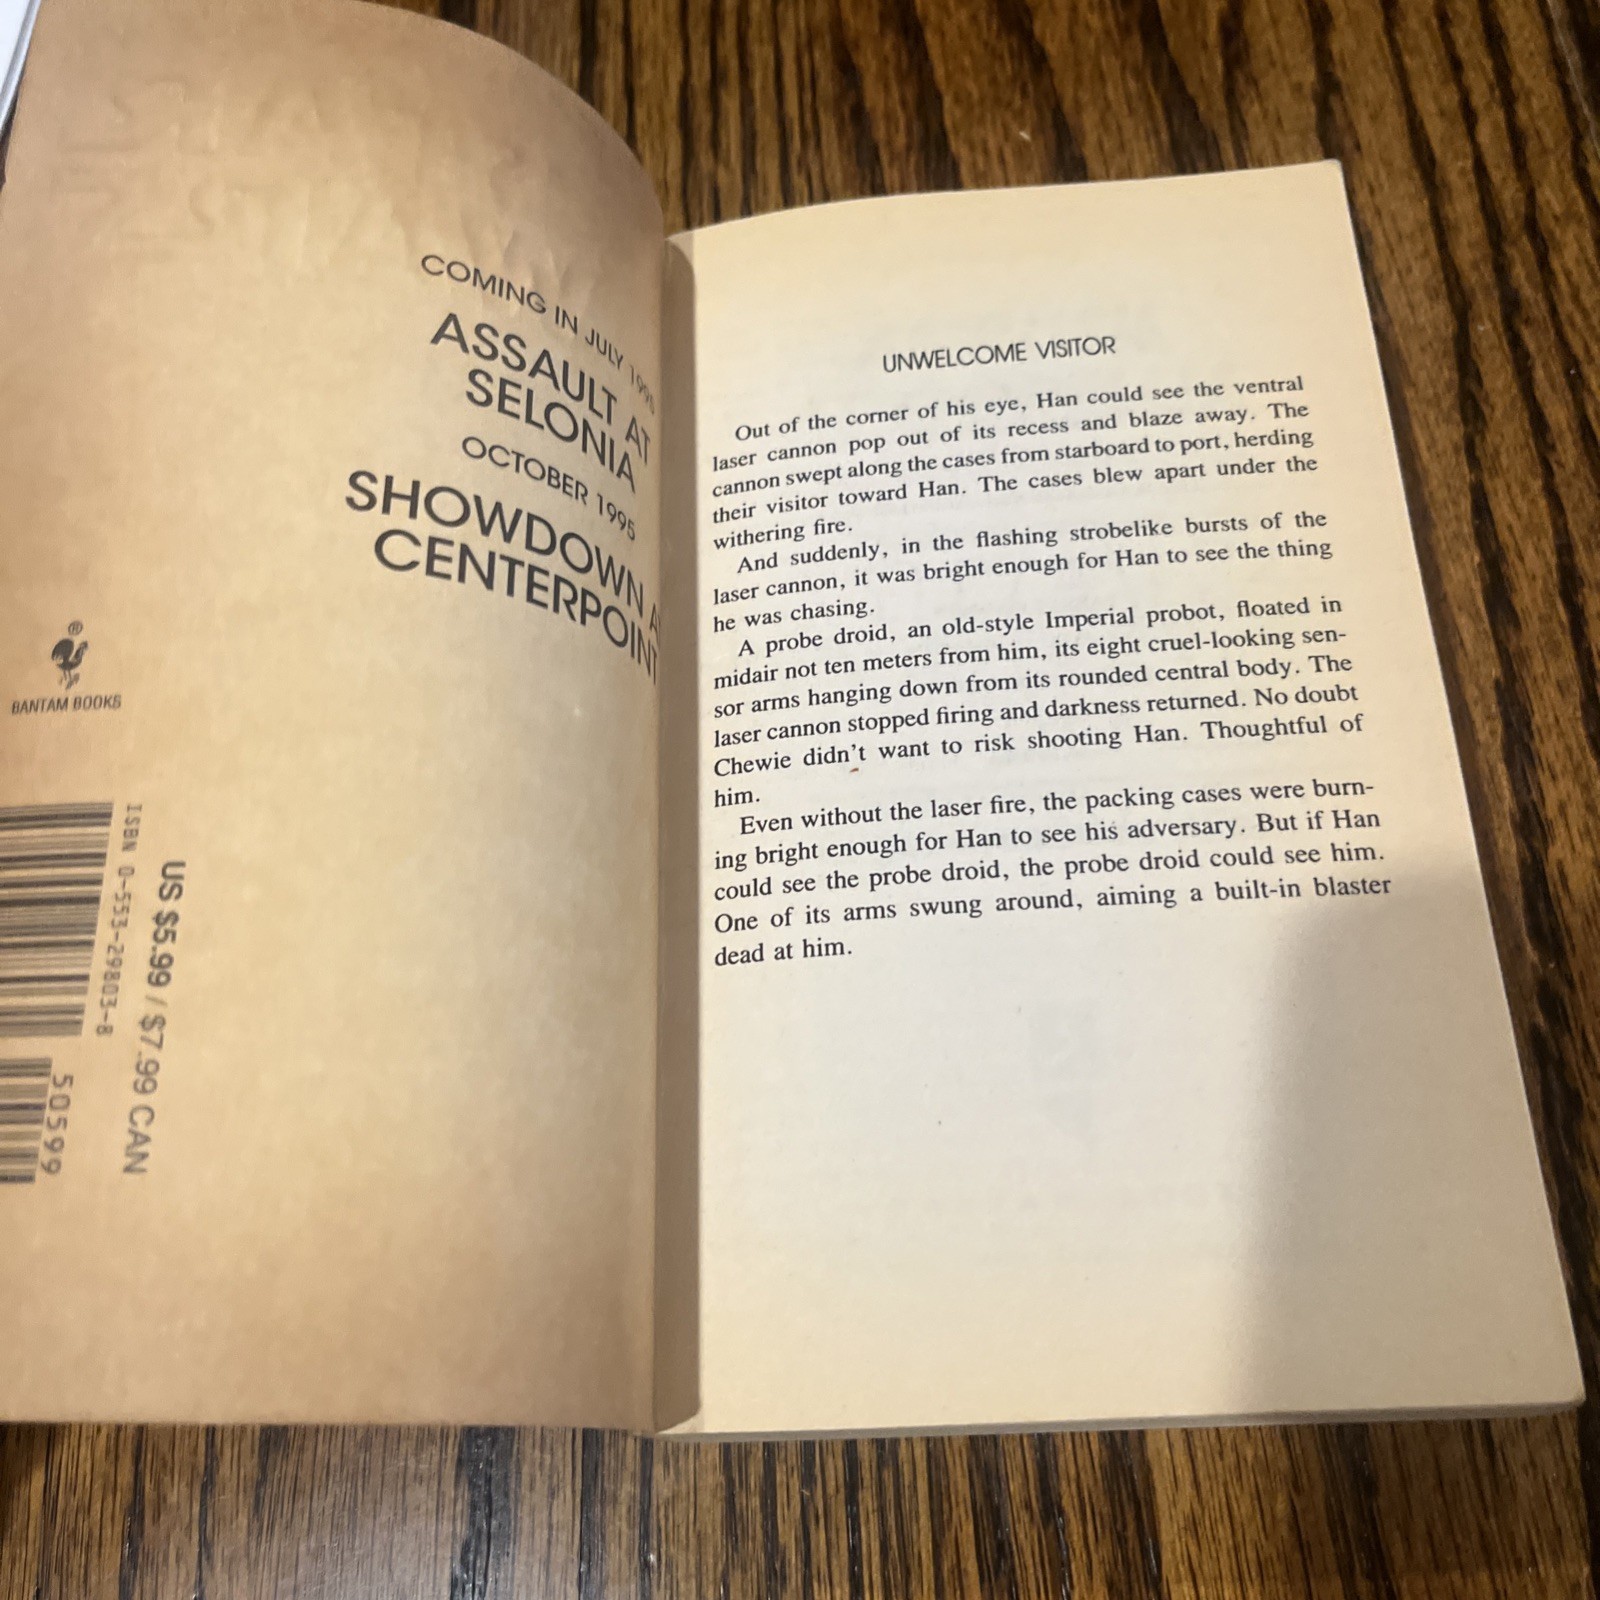 COMING IN JULY 1995
ASSAULT AT
SELONIA
OCTOBER 1995
SHOWDOWN A
CENTERPOINT
®
BANTAM BOOKS
ISBN 0-553-29803-8
US $5.99 / $7.99 CAN
50599
UNWELCOME VISITOR
Out of the corner of his eye, Han could see the ventral
laser cannon pop out of its recess and blaze away. The
cannon swept along the cases from starboard to port, herding
their visitor toward Han. The cases blew apart under the
withering fire.
And suddenly, in the flashing strobelike bursts of the
laser cannon, it was bright enough for Han to see the thing
he was chasing.
A probe droid, an old-style Imperial probot, floated in
midair not ten meters from him, its eight cruel-looking sen-
sor arms hanging down from its rounded central body. The
laser cannon stopped firing and darkness returned. No doubt
Chewie didn't want to risk shooting Han. Thoughtful of
him.
Even without the laser fire, the packing cases were burn-
ing bright enough for Han to see his adversary. But if Han
could see the probe droid, the probe droid could see him.
One of its arms swung around, aiming a built-in blaster
dead at him.